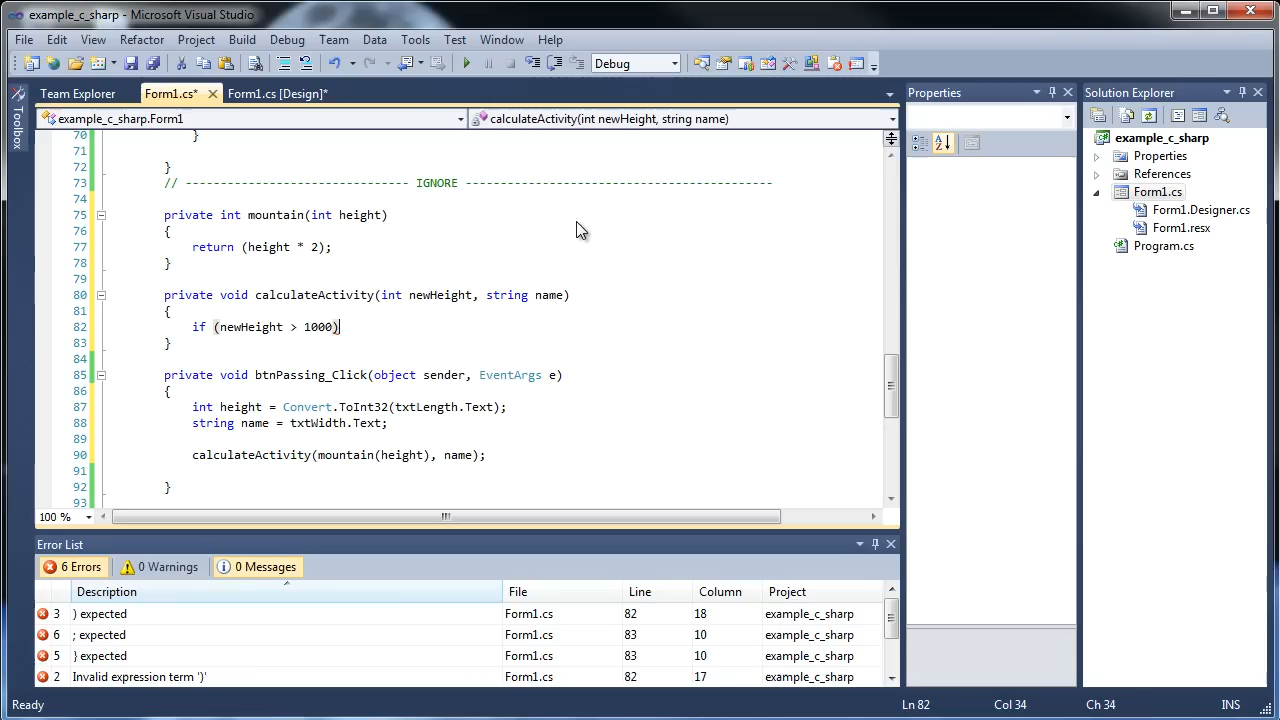 example_c_sharp - Microsoft Visual Studio
File Edit View Refactor Project Build Debug Team Data Tools Test Window Help
Debug
Team Explorer Form1.cs* Form1.cs [Design]*
example_c_sharp.Form1 calculateActivity(int newHeight, string name)
Toolbox
70 }
71
72 }
73 // ------------------------------ IGNORE --------------------------------------------
74
75 private int mountain(int height)
76 {
77 return (height * 2);
78 }
79
80 private void calculateActivity(int newHeight, string name)
81 {
82 if (newHeight > 1000)
83 }
84
85 private void btnPassing_Click(object sender, EventArgs e)
86 {
87 int height = Convert.ToInt32(txtLength.Text);
88 string name = txtWidth.Text;
89
90 calculateActivity(mountain(height), name);
91
92 }
93
100 %
Error List
6 Errors 0 Warnings 0 Messages
Description File Line Column Project
3 ) expected Form1.cs 82 18 example_c_sharp
6 ; expected Form1.cs 83 10 example_c_sharp
5 } expected Form1.cs 83 10 example_c_sharp
2 Invalid expression term ')' Form1.cs 82 17 example_c_sharp
Properties
Solution Explorer
example_c_sharp
Properties
References
Form1.cs
Form1.Designer.cs
Form1.resx
Program.cs
Ready Ln 82 Col 34 Ch 34 INS